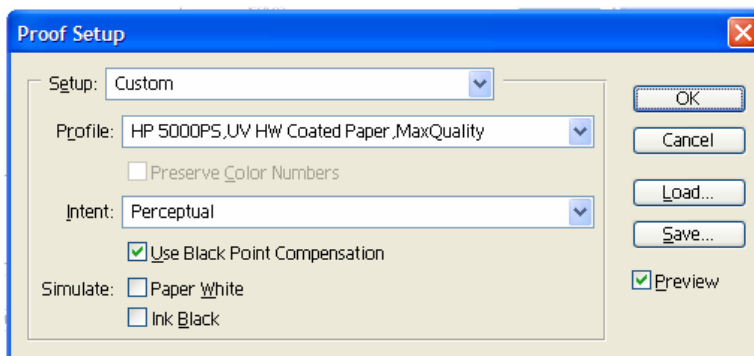 Proof Setup
Setup: Custom
OK
Profile: HP 5000PS,UV HW Coated Paper,MaxQuality
Cancel
Preserve Color Numbers
Load...
Intent: Perceptual
Save...
Use Black Point Compensation
Preview
Simulate: Paper White
Ink Black